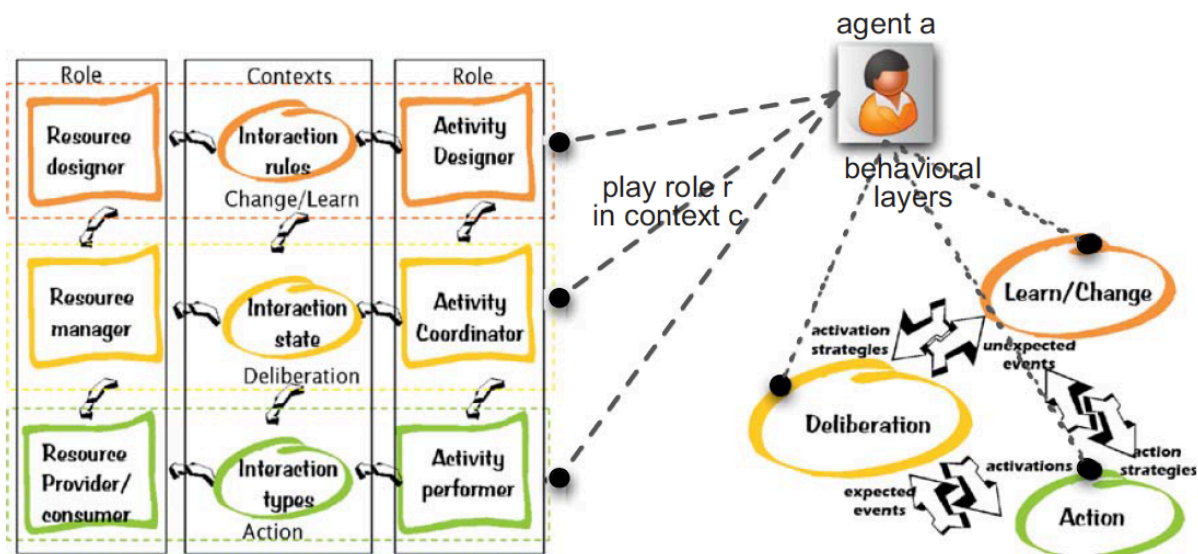 agent a
Role
Contexts
Role
Resource
designer
Interaction
rules
Activity
Designer
Change/Learn
play role r
in context c
behavioral
layers
Resource
manager
Interaction
state
Activity
Coordinator
Deliberation
Resource
Provider/
consumer
Interaction
types
Activity
performer
Action
Learn/Change
activation
strategies
unexpected
events
Deliberation
activations
action
strategies
expected
events
Action